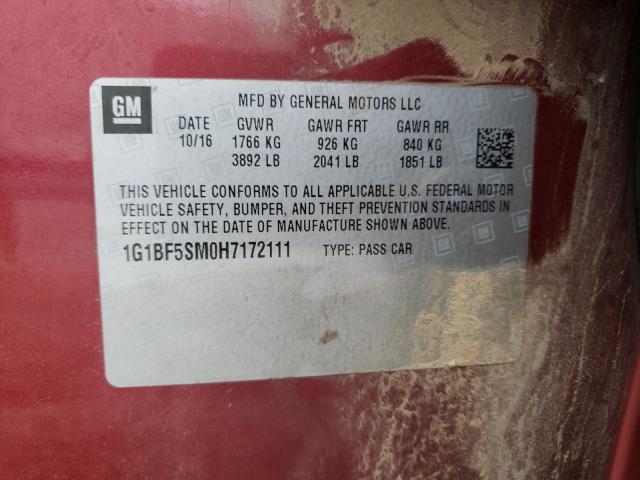 GM
MFD BY GENERAL MOTORS LLC
DATE GVWR GAWR FRT GAWR RR
10/16 1766 KG 926 KG 840 KG
3892 LB 2041 LB 1851 LB
THIS VEHICLE CONFORMS TO ALL APPLICABLE U.S. FEDERAL MOTOR
VEHICLE SAFETY, BUMPER, AND THEFT PREVENTION STANDARDS IN
EFFECT ON THE DATE OF MANUFACTURE SHOWN ABOVE.
1G1BF5SM0H7172111 TYPE: PASS CAR